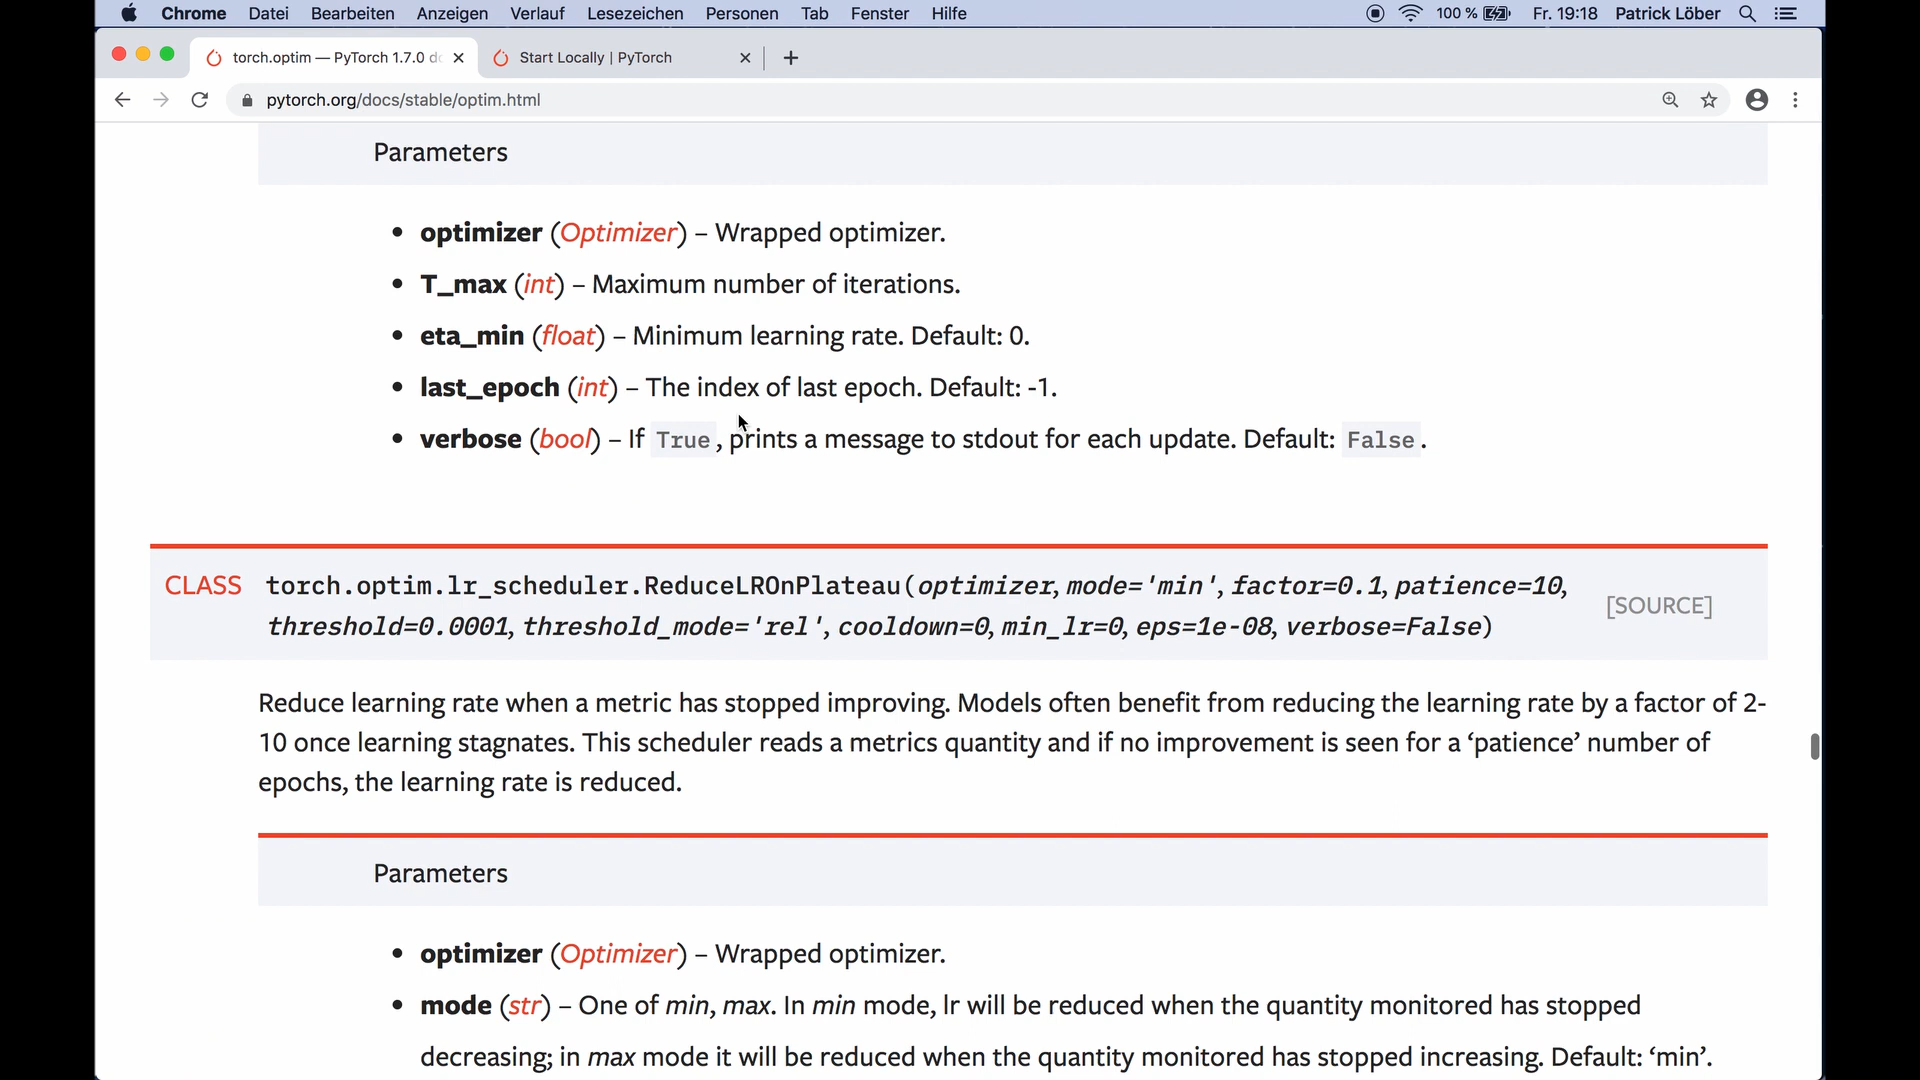 Chrome Datei Bearbeiten Anzeigen Verlauf Lesezeichen Personen Tab Fenster Hilfe 100 % Fr. 19:18 Patrick Löber
torch.optim — PyTorch 1.7.0 Start Locally | PyTorch
pytorch.org/docs/stable/optim.html
Parameters
• optimizer (Optimizer) – Wrapped optimizer.
• T_max (int) – Maximum number of iterations.
• eta_min (float) – Minimum learning rate. Default: 0.
• last_epoch (int) – The index of last epoch. Default: -1.
• verbose (bool) – If True, prints a message to stdout for each update. Default: False.
CLASS torch.optim.lr_scheduler.ReduceLROnPlateau(optimizer, mode='min', factor=0.1, patience=10,
threshold=0.0001, threshold_mode='rel', cooldown=0, min_lr=0, eps=1e-08, verbose=False)
[SOURCE]
Reduce learning rate when a metric has stopped improving. Models often benefit from reducing the learning rate by a factor of 2-
10 once learning stagnates. This scheduler reads a metrics quantity and if no improvement is seen for a ‘patience’ number of
epochs, the learning rate is reduced.
Parameters
• optimizer (Optimizer) – Wrapped optimizer.
• mode (str) – One of min, max. In min mode, lr will be reduced when the quantity monitored has stopped
decreasing; in max mode it will be reduced when the quantity monitored has stopped increasing. Default: ‘min’.